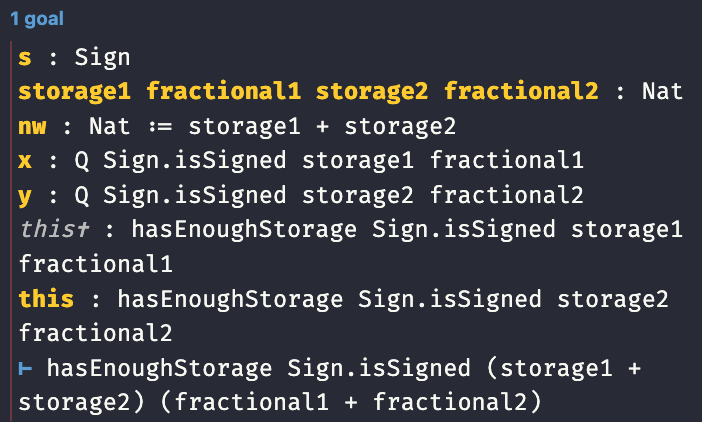 1 goal
s : Sign
storage1 fractional1 storage2 fractional2 : Nat
nw : Nat := storage1 + storage2
x : Q Sign.isSigned storage1 fractional1
y : Q Sign.isSigned storage2 fractional2
this✝ : hasEnoughStorage Sign.isSigned storage1
fractional1
this : hasEnoughStorage Sign.isSigned storage2
fractional2
⊢ hasEnoughStorage Sign.isSigned (storage1 +
storage2) (fractional1 + fractional2)